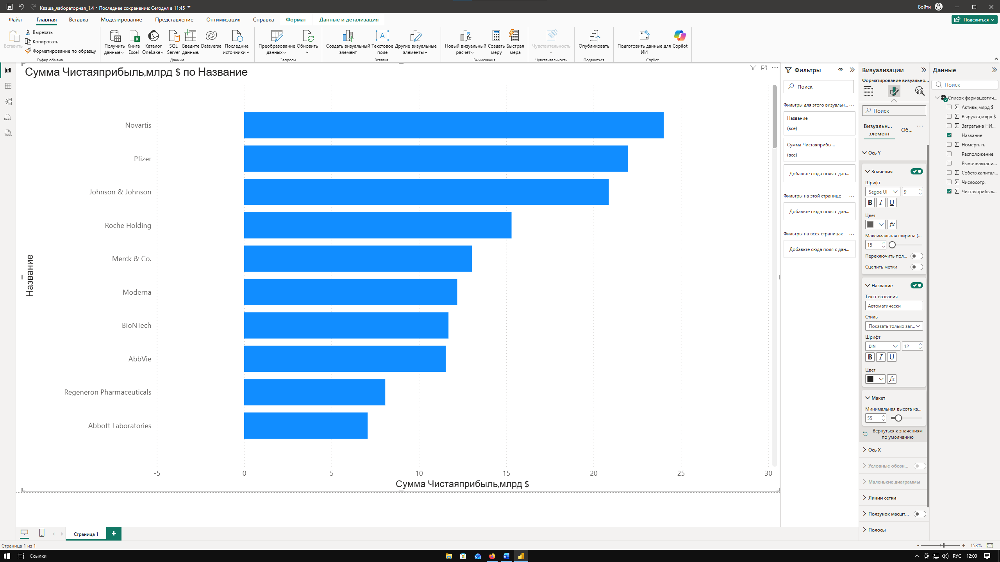 Кваша_лабораторная_1.4 • Последнее сохранение: Сегодня в 11:45
Войти
Файл Главная Вставка Моделирование Представление Оптимизация Справка Формат Данные и детализация
Поделиться
Вставить
Вырезать
Копировать
Форматирование по образцу
Буфер обмена
Получить данные
Книга Excel
Каталог OneLake
SQL Server
Введите данные.
Dataverse
Последние источники
Данные
Преобразование данных
Обновить
Запросы
Создать визуальный элемент
Текстовое поле
Другие визуальные элементы
Вставка
Новый визуальный расчет
Создать меру
Быстрая мера
Вычисления
Чувствительность
Чувствительность
Опубликовать
Поделиться
Подготовить данные для ИИ
Copilot
Copilot
DAX
TMDL
Сумма Чистаяприбыль,млрд $ по Название
Название
Novartis
Pfizer
Johnson & Johnson
Roche Holding
Merck & Co.
Moderna
BioNTech
AbbVie
Regeneron Pharmaceuticals
Abbott Laboratories
-5 0 5 10 15 20 25 30
Сумма Чистаяприбыль,млрд $
Фильтры
Поиск
Фильтры для этого визуальн...
Название
(все)
Сумма Чистаяприбы...
(все)
Добавьте сюда поля с дан...
Фильтры на этой странице
Добавьте сюда поля с дан...
Фильтры на всех страницах
Добавьте сюда поля с дан...
Визуализации
Форматирование визуально...
Поиск
Визуальн... элемент
Об...
Ось Y
Значения
Шрифт
Segoe UI 9
B I U
Цвет
fx
Максимальная ширина (...
15
Переключить пол...
Сцепить метки
Название
Текст названия
Автоматически
Стиль
Показать только заг...
Шрифт
DIN 12
B I U
Цвет
fx
Макет
Минимальная высота ка...
55
Вернуться к значениям
по умолчанию
Ось X
Условные обозн...
Маленькие диаграммы
Линии сетки
Ползунок масшт...
Полосы
Данные
Поиск
Список фармацевтич...
Активы,млрд $
Выручка,млрд $
Затратына НИ...
Название
Номерп. п.
Расположение
Рыночнаякапи...
Собств.капитал...
Числосотр.
Чистаяприбыл...
Страница 1
Страница 1 из 1
- + 153%
Ссылки
РУС 12:00